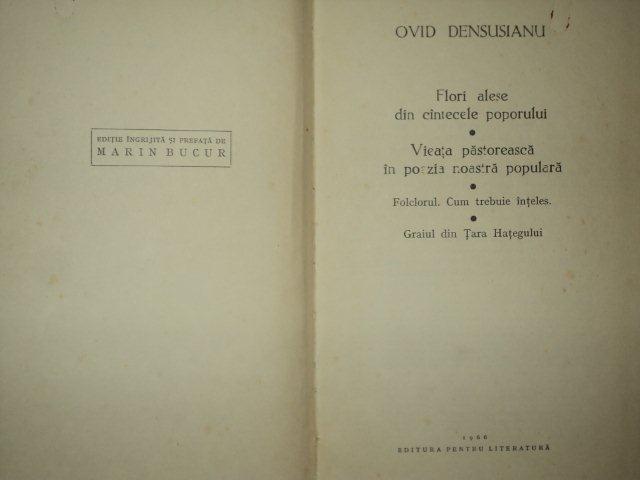 EDIȚIE ÎNGRIJITĂ ȘI PREFAȚĂ DE
MARIN BUCUR
OVID DENSUSIANU
Flori alese
din cîntecele poporului
•
Vieața păstorească
în poezia noastră populară
•
Folclorul. Cum trebuie înțeles.
•
Graiul din Țara Hațegului
1966
EDITURA PENTRU LITERATURĂ